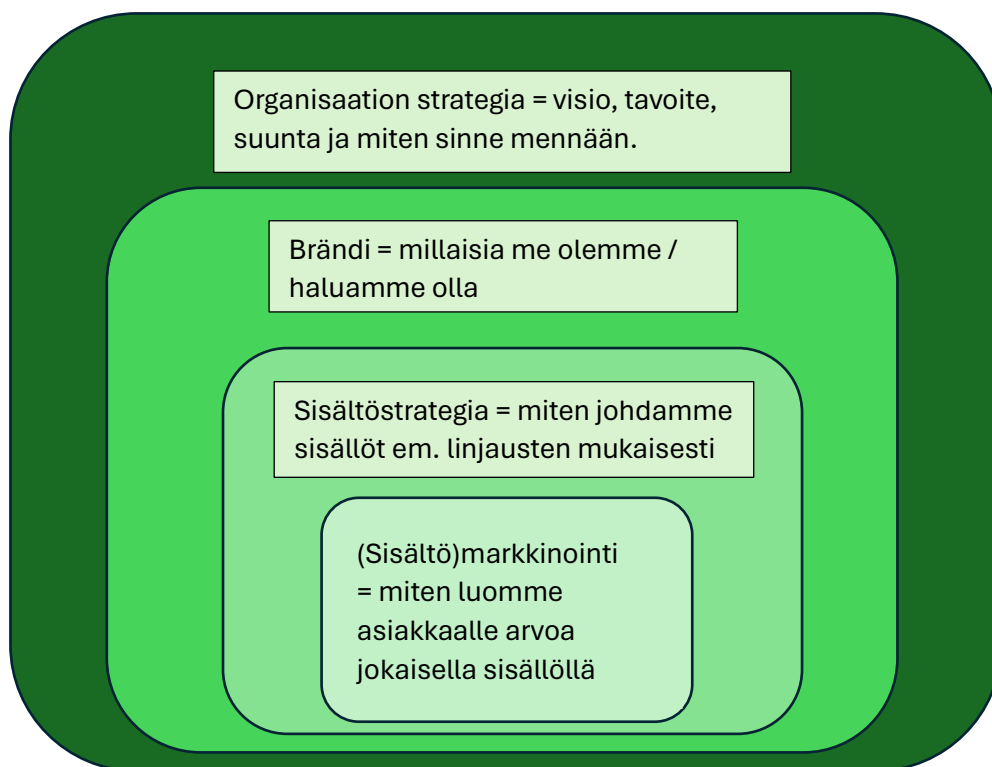 Organisaation strategia = visio, tavoite,
suunta ja miten sinne mennään.
Brändi = millaisia me olemme /
haluamme olla
Sisältöstrategia = miten johdamme
sisällöt em. linjausten mukaisesti
(Sisältö)markkinointi
= miten luomme
asiakkaalle arvoa
jokaisella sisällöllä